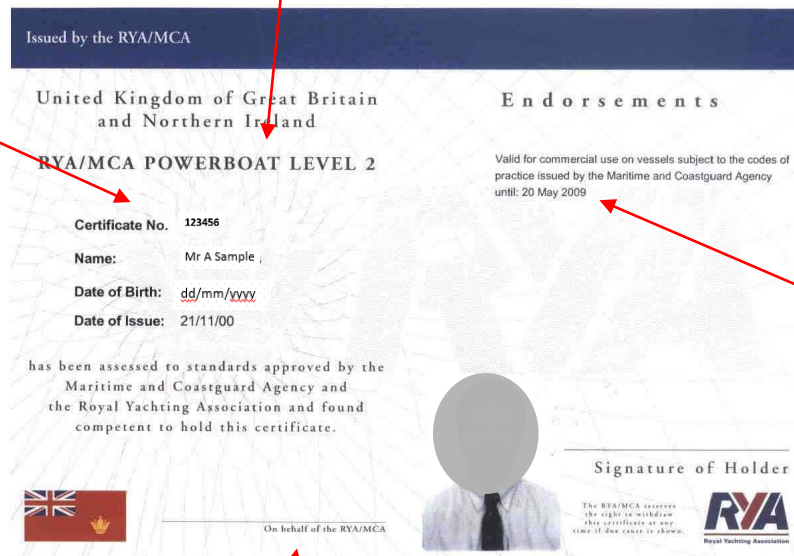 Issued by the RYA/MCA
United Kingdom of Great Britain
and Northern Ireland
RYA/MCA POWERBOAT LEVEL 2
Certificate No. 123456
Name: Mr A Sample
Date of Birth: dd/mm/yyyy
Date of Issue: 21/11/00
has been assessed to standards approved by the
Maritime and Coastguard Agency and
the Royal Yachting Association and found
competent to hold this certificate.
On behalf of the RYA/MCA
Endorsements
Valid for commercial use on vessels subject to the codes of
practice issued by the Maritime and Coastguard Agency
until: 20 May 2009
Signature of Holder
The RYA/MCA reserves
the right to withdraw
this certificate at any
time if due cause is shown.
RYA
Royal Yachting Association
RYA